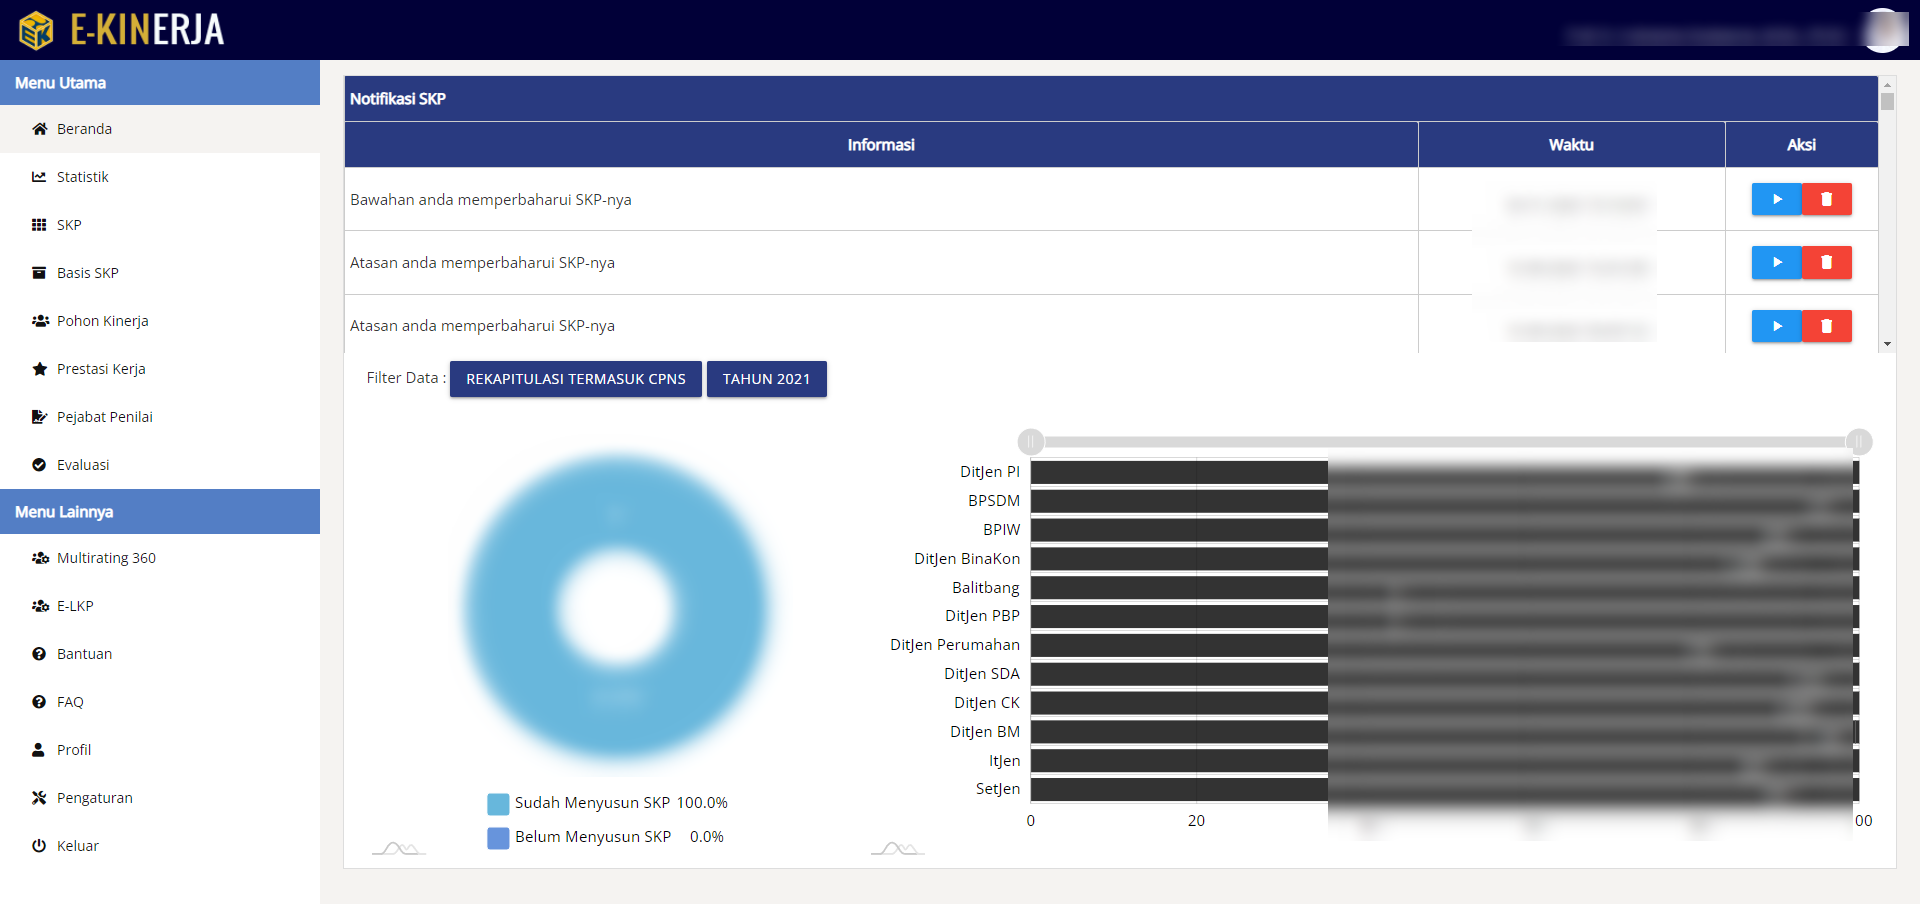 E-KINERJA
Menu Utama
Beranda
Statistik
SKP
Basis SKP
Pohon Kinerja
Prestasi Kerja
Pejabat Penilai
Evaluasi
Menu Lainnya
Multirating 360
E-LKP
Bantuan
FAQ
Profil
Pengaturan
Keluar
Notifikasi SKP
Informasi Waktu Aksi
Bawahan anda memperbaharui SKP-nya
Atasan anda memperbaharui SKP-nya
Atasan anda memperbaharui SKP-nya
Filter Data : REKAPITULASI TERMASUK CPNS TAHUN 2021
Sudah Menyusun SKP 100.0%
Belum Menyusun SKP 0.0%
DitJen PI
BPSDM
BPIW
DitJen BinaKon
Balitbang
DitJen PBP
DitJen Perumahan
DitJen SDA
DitJen CK
DitJen BM
ItJen
SetJen
0 20 00